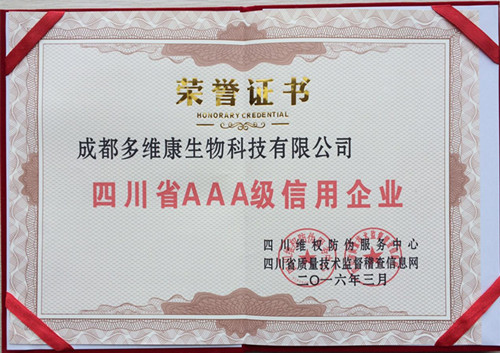 荣誉证书
HONORARY CREDENTIAL
成都多维康生物科技有限公司
四川省AAA级信用企业
四川维权防伪服务中心
四川省质量技术监督稽查信息网
二〇一六年三月